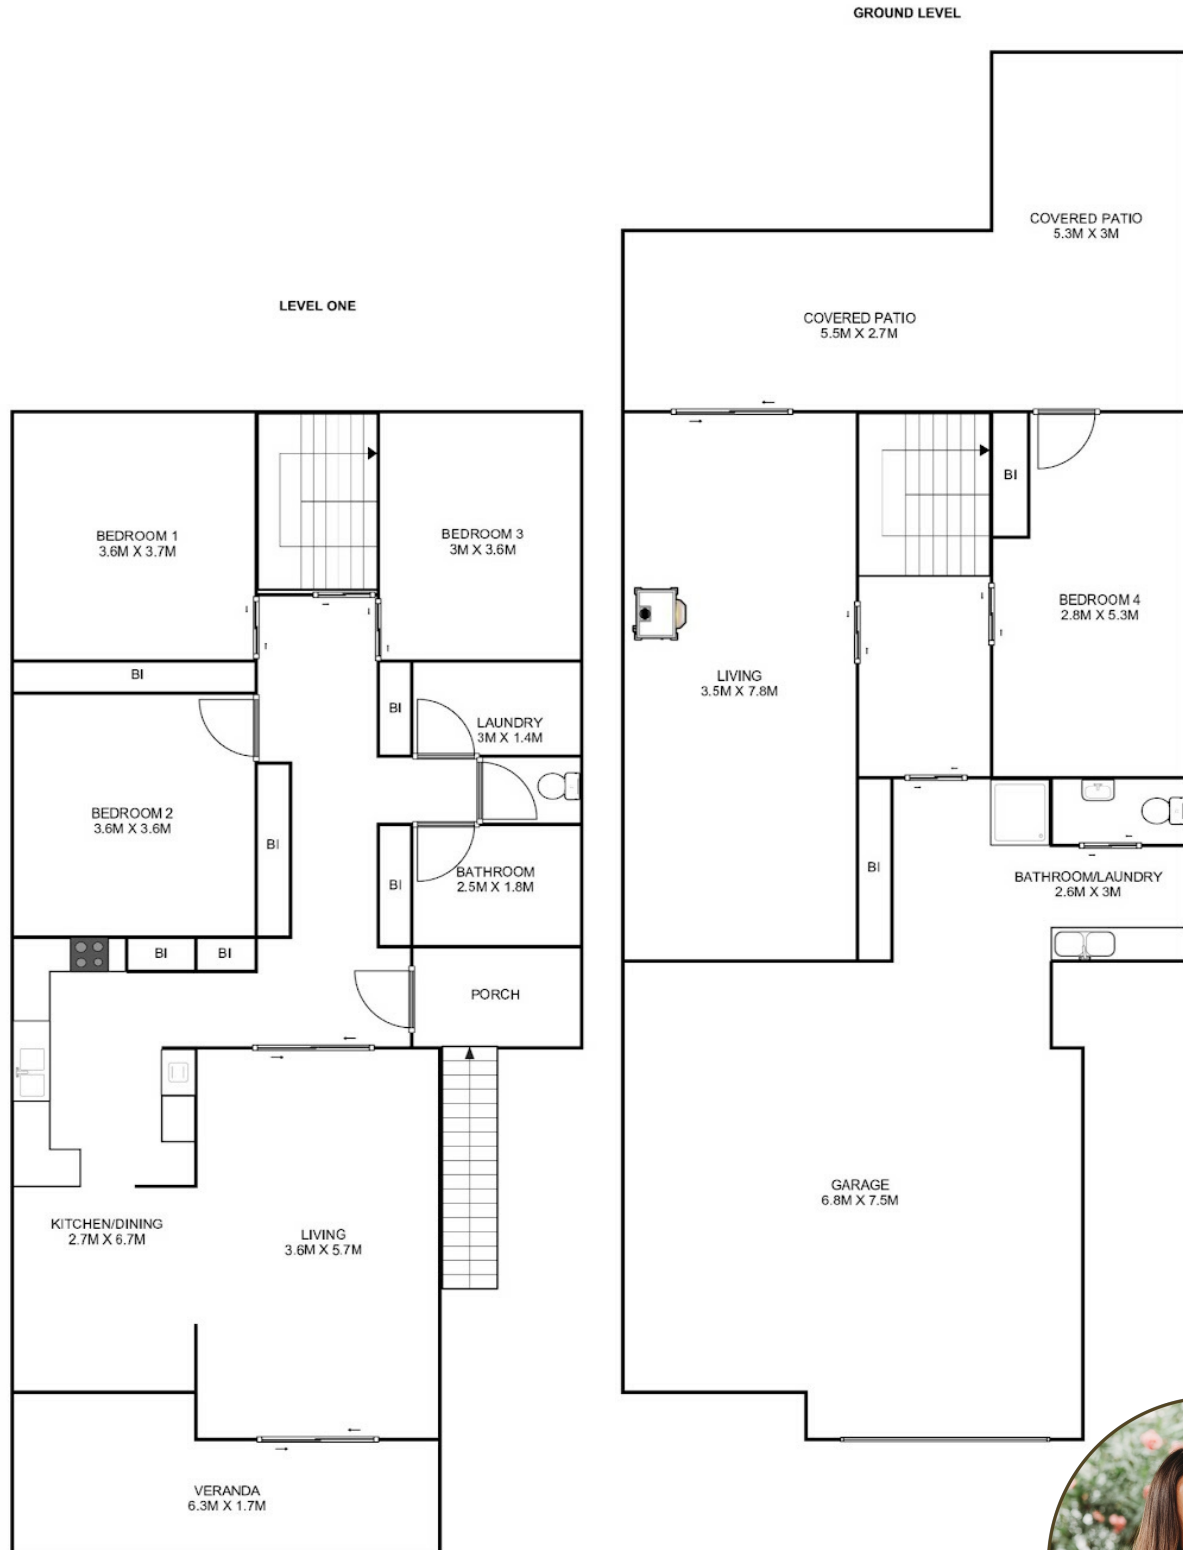 GROUND LEVEL
COVERED PATIO
5.3M X 3M
COVERED PATIO
5.5M X 2.7M
BI
BEDROOM 4
2.8M X 5.3M
LIVING
3.5M X 7.8M
BI
BATHROOM/LAUNDRY
2.6M X 3M
GARAGE
6.8M X 7.5M
LEVEL ONE
BEDROOM 1
3.6M X 3.7M
BEDROOM 3
3M X 3.6M
BI
BI
LAUNDRY
3M X 1.4M
BEDROOM 2
3.6M X 3.6M
BI
BI
BATHROOM
2.5M X 1.8M
BI
BI
PORCH
KITCHEN/DINING
2.7M X 6.7M
LIVING
3.6M X 5.7M
VERANDA
6.3M X 1.7M